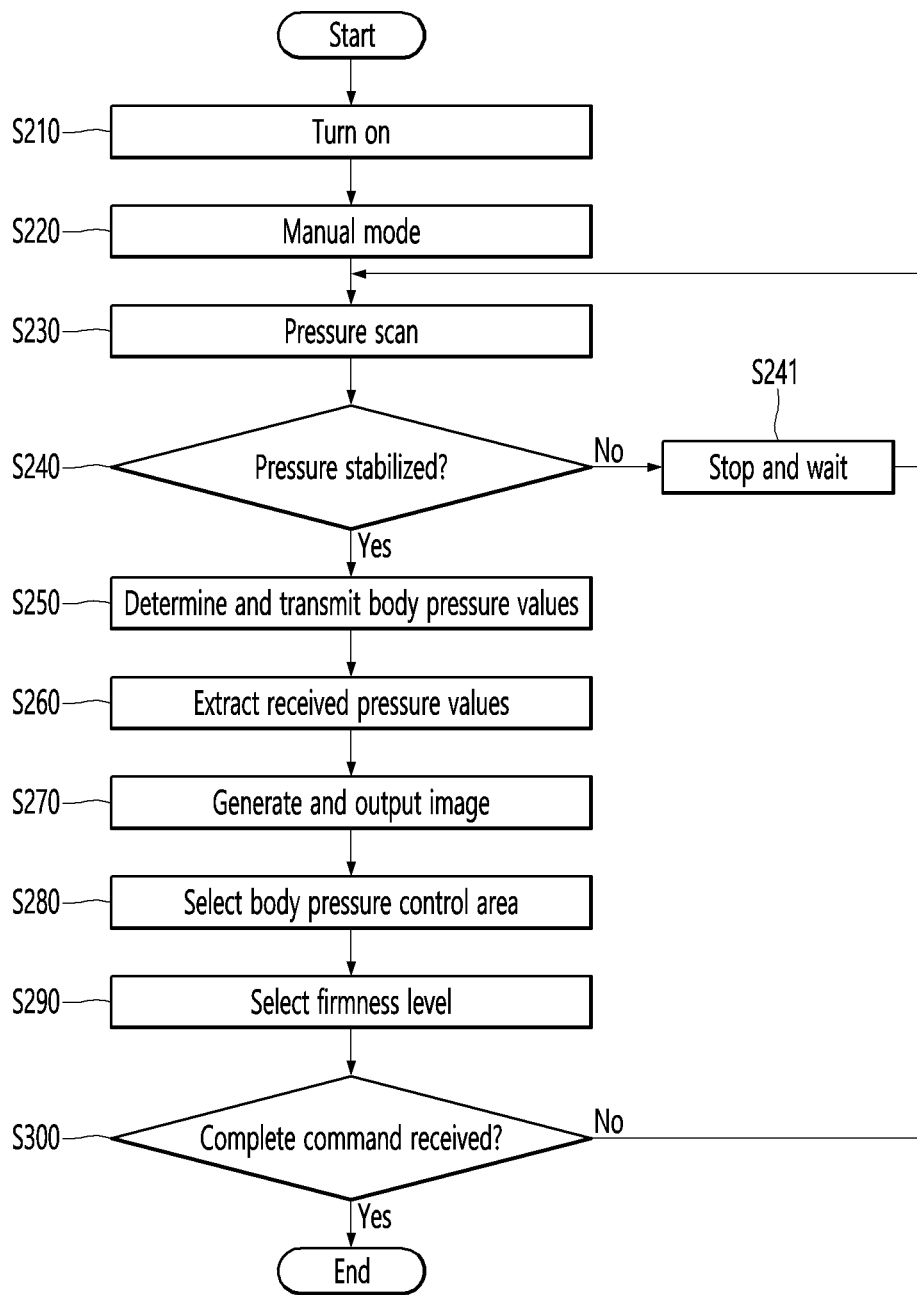 Start
S210
Turn on
S220
Manual mode
S230
Pressure scan
S241
S240
Pressure stabilized?
No
Stop and wait
Yes
S250
Determine and transmit body pressure values
S260
Extract received pressure values
S270
Generate and output image
S280
Select body pressure control area
S290
Select firmness level
S300
Complete command received?
No
Yes
End